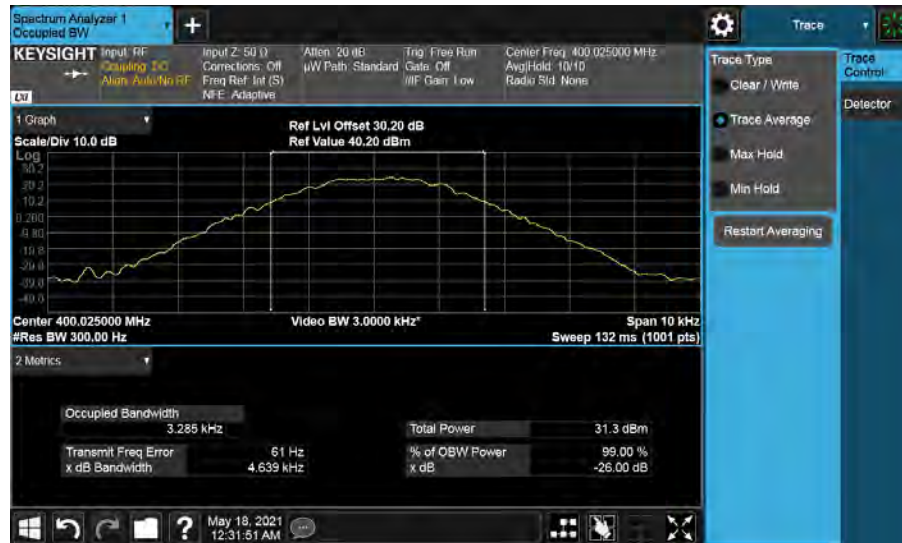 Spectrum Analyzer 1
Occupied BW
+
Trace
KEYSIGHT
Input: RF
Coupling: DC
Align: Auto/No RF
Input Z: 50 Ω
Corrections: Off
Freq Ref: Int (S)
NFE: Adaptive
Atten: 20 dB
µW Path: Standard
Trig: Free Run
Gate: Off
#IF Gain: Low
Center Freq: 400.025000 MHz
Avg|Hold: 10/10
Radio Std: None
LXI
Trace Type
Clear / Write
Trace Average
Max Hold
Min Hold
Restart Averaging
Trace
Control
Detector
1 Graph
Scale/Div 10.0 dB
Ref Lvl Offset 30.20 dB
Ref Value 40.20 dBm
Log
30.2
20.2
10.2
0.200
-9.80
-19.8
-29.8
-39.8
-49.8
Center 400.025000 MHz
#Res BW 300.00 Hz
Video BW 3.0000 kHz*
Span 10 kHz
Sweep 132 ms (1001 pts)
2 Metrics
Occupied Bandwidth
3.285 kHz
Total Power 31.3 dBm
Transmit Freq Error 61 Hz
% of OBW Power 99.00 %
x dB Bandwidth 4.639 kHz
x dB -26.00 dB
?
May 18, 2021
12:31:51 AM